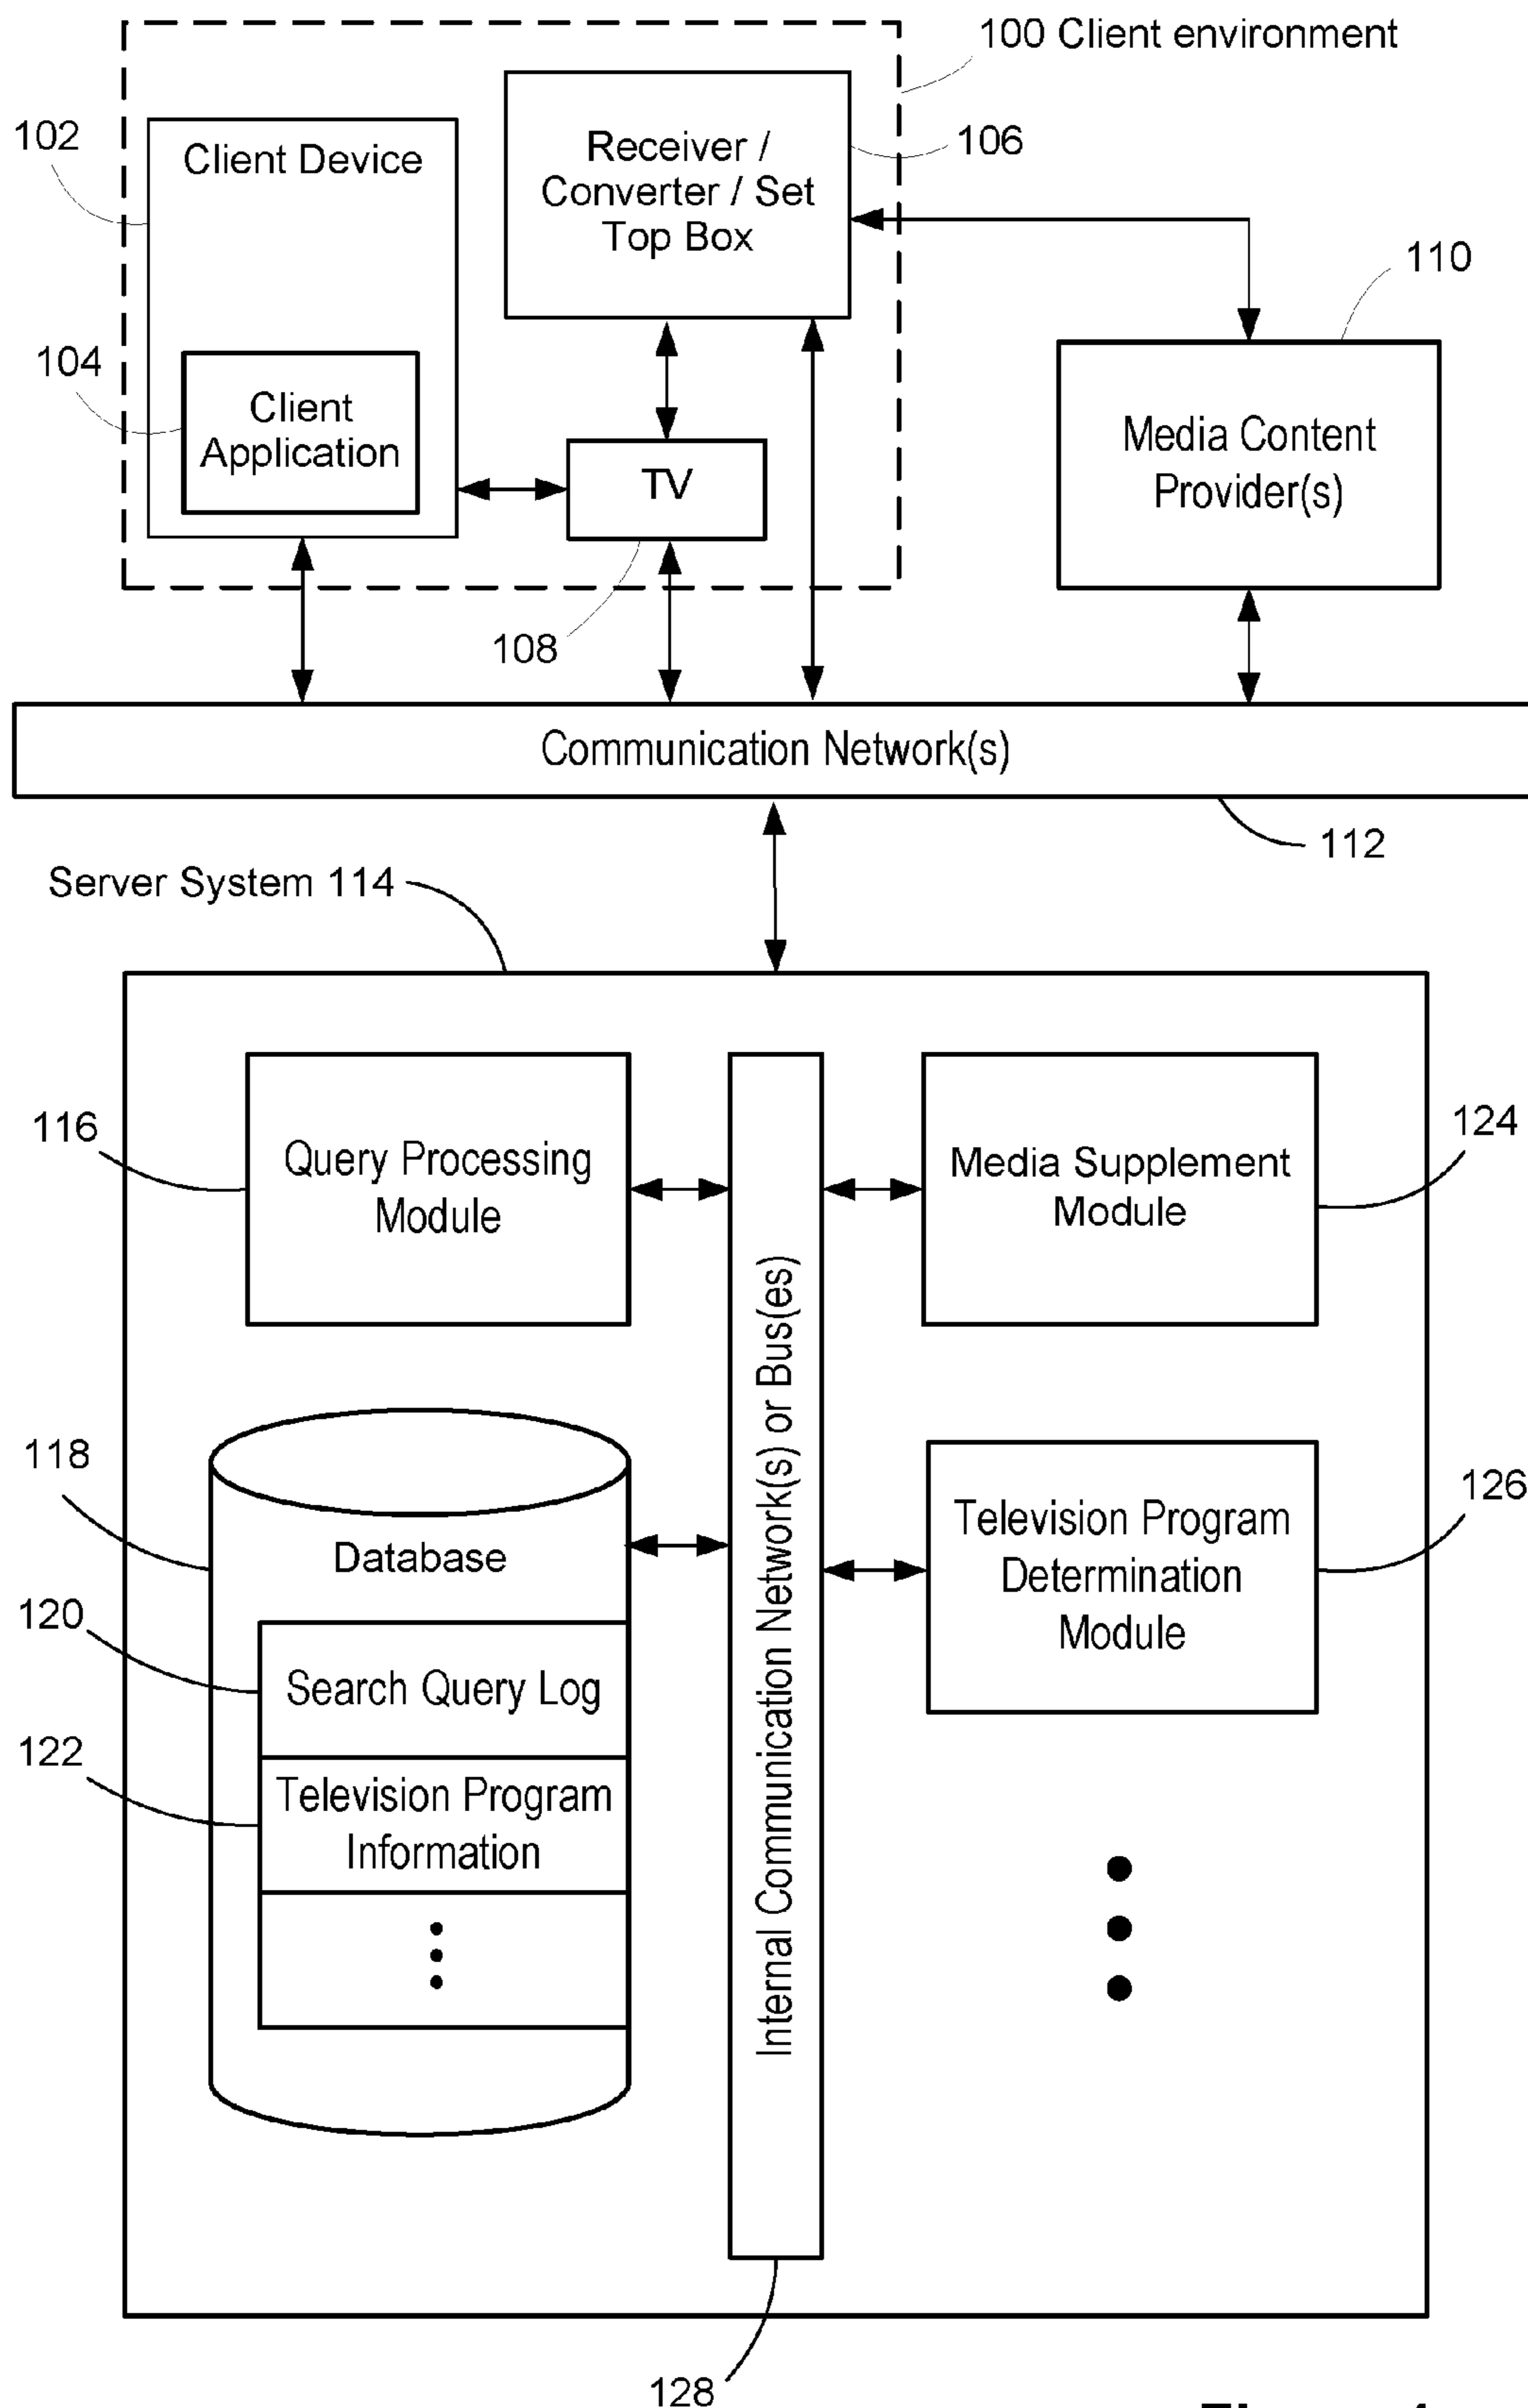 100 Client environment
102
Client Device
Receiver /
Converter / Set
Top Box
106
110
104
Client
Application
TV
Media Content
Provider(s)
108
Communication Network(s)
112
Server System 114
116
Query Processing
Module
Media Supplement
Module
124
Internal Communication Network(s) or Bus(es)
118
Database
Television Program
Determination
Module
126
120
Search Query Log
122
Television Program
Information
128